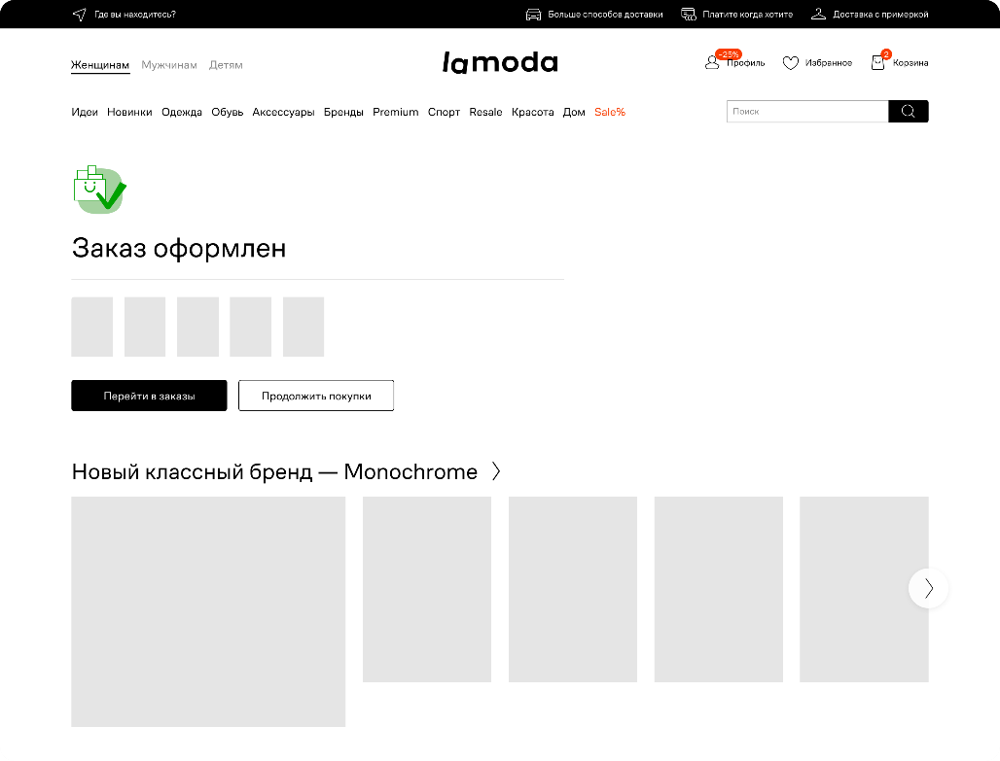 Где вы находитесь? Больше способов доставки Платите когда хотите Доставка с примеркой
Женщинам Мужчинам Детям lamoda -25% Профиль Избранное 2 Корзина
Идеи Новинки Одежда Обувь Аксессуары Бренды Premium Спорт Resale Красота Дом Sale% Поиск
Заказ оформлен
Перейти в заказы Продолжить покупки
Новый классный бренд — Monochrome